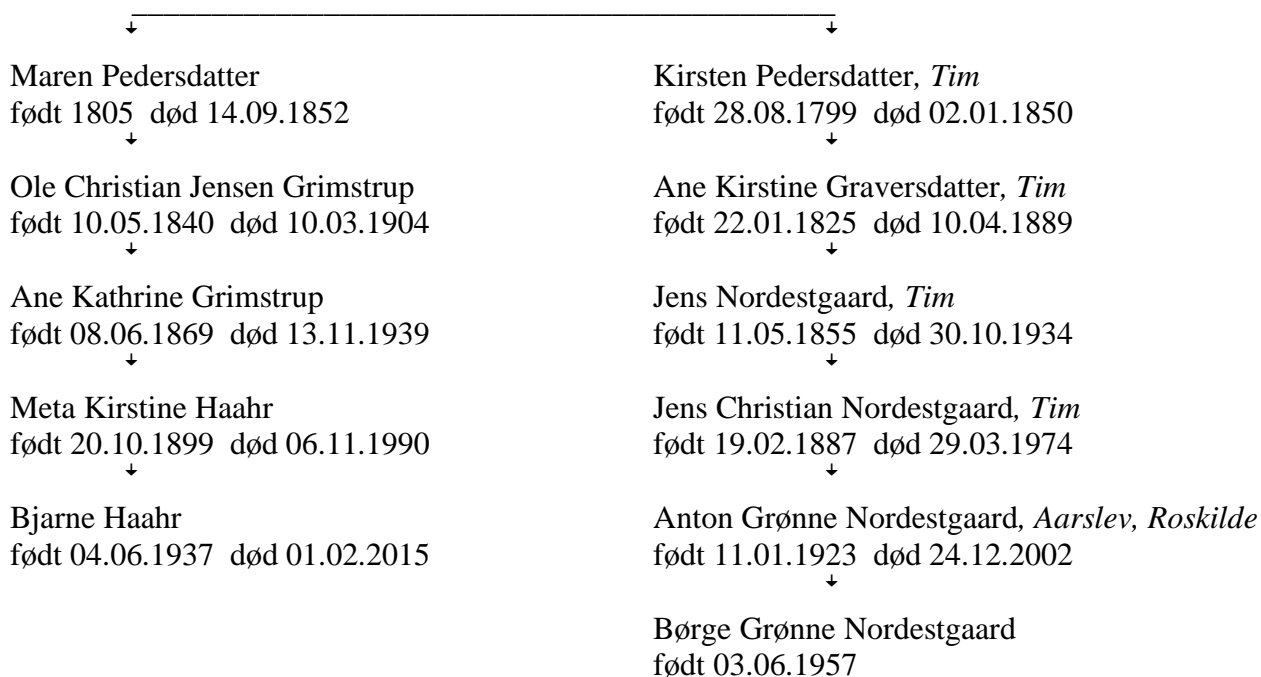 Maren Pedersdatter
født 1805 død 14.09.1852
Ole Christian Jensen Grimstrup
født 10.05.1840 død 10.03.1904
Ane Kathrine Grimstrup
født 08.06.1869 død 13.11.1939
Meta Kirstine Haahr
født 20.10.1899 død 06.11.1990
Bjarne Haahr
født 04.06.1937 død 01.02.2015
Kirsten Pedersdatter, Tim
født 28.08.1799 død 02.01.1850
Ane Kirstine Graversdatter, Tim
født 22.01.1825 død 10.04.1889
Jens Nordestgaard, Tim
født 11.05.1855 død 30.10.1934
Jens Christian Nordestgaard, Tim
født 19.02.1887 død 29.03.1974
Anton Grønne Nordestgaard, Aarslev, Roskilde
født 11.01.1923 død 24.12.2002
Børge Grønne Nordestgaard
født 03.06.1957